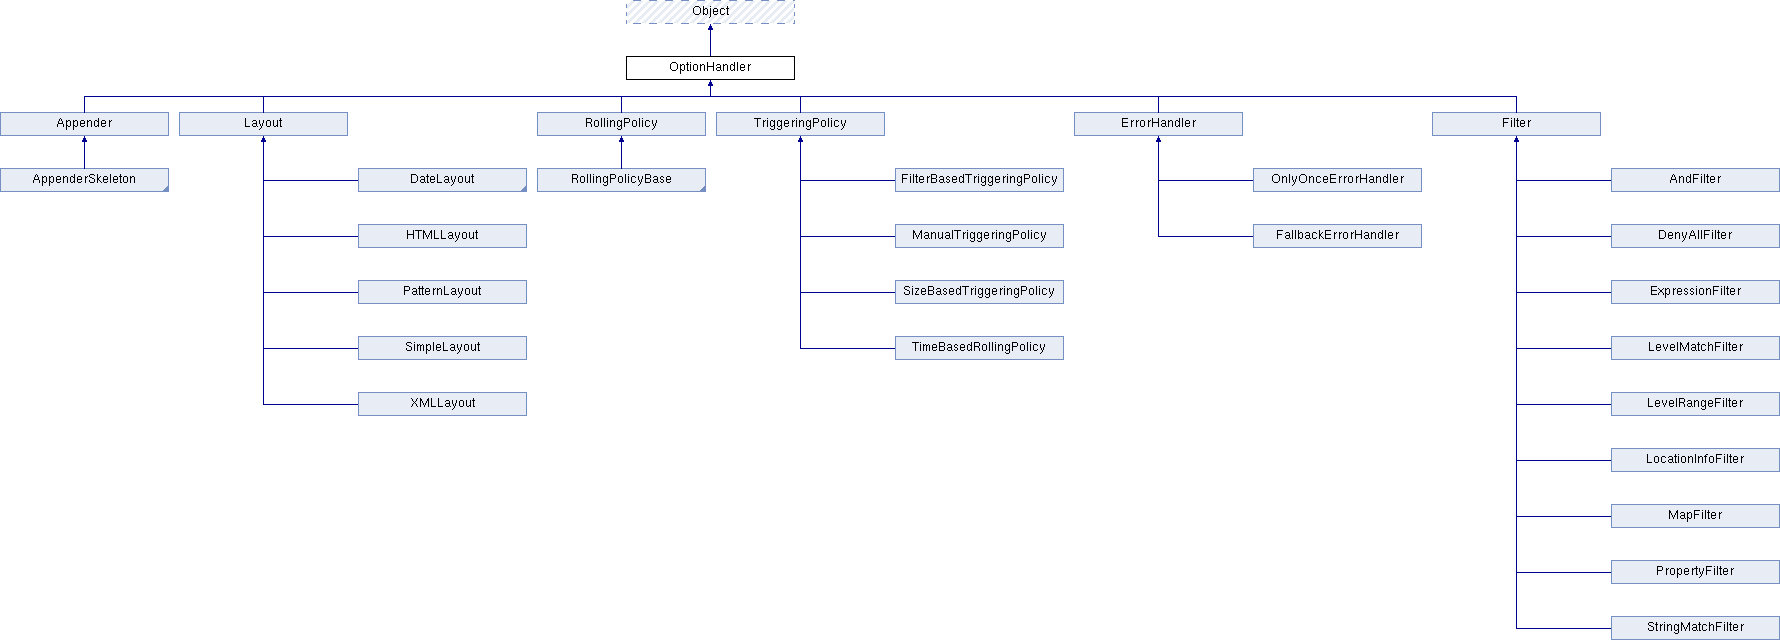 Object
OptionHandler
Appender
Layout
RollingPolicy
TriggeringPolicy
ErrorHandler
Filter
AppenderSkeleton
DateLayout
RollingPolicyBase
FilterBasedTriggeringPolicy
OnlyOnceErrorHandler
AndFilter
HTMLLayout
ManualTriggeringPolicy
FallbackErrorHandler
DenyAllFilter
PatternLayout
SizeBasedTriggeringPolicy
ExpressionFilter
SimpleLayout
TimeBasedRollingPolicy
LevelMatchFilter
XMLLayout
LevelRangeFilter
LocationInfoFilter
MapFilter
PropertyFilter
StringMatchFilter